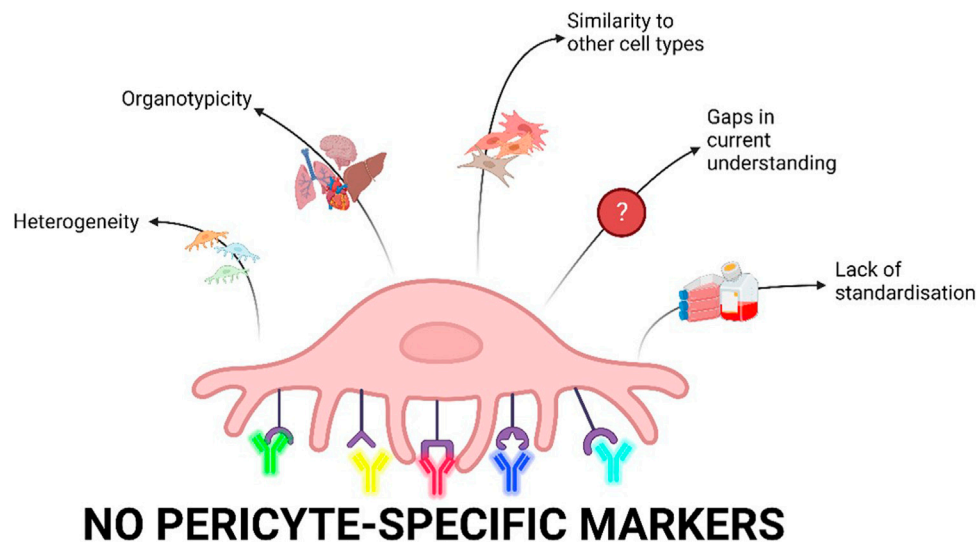 Similarity to
other cell types
Organotypicity
Gaps in
current
understanding
?
Heterogeneity
Lack of
standardisation
NO PERICYTE-SPECIFIC MARKERS